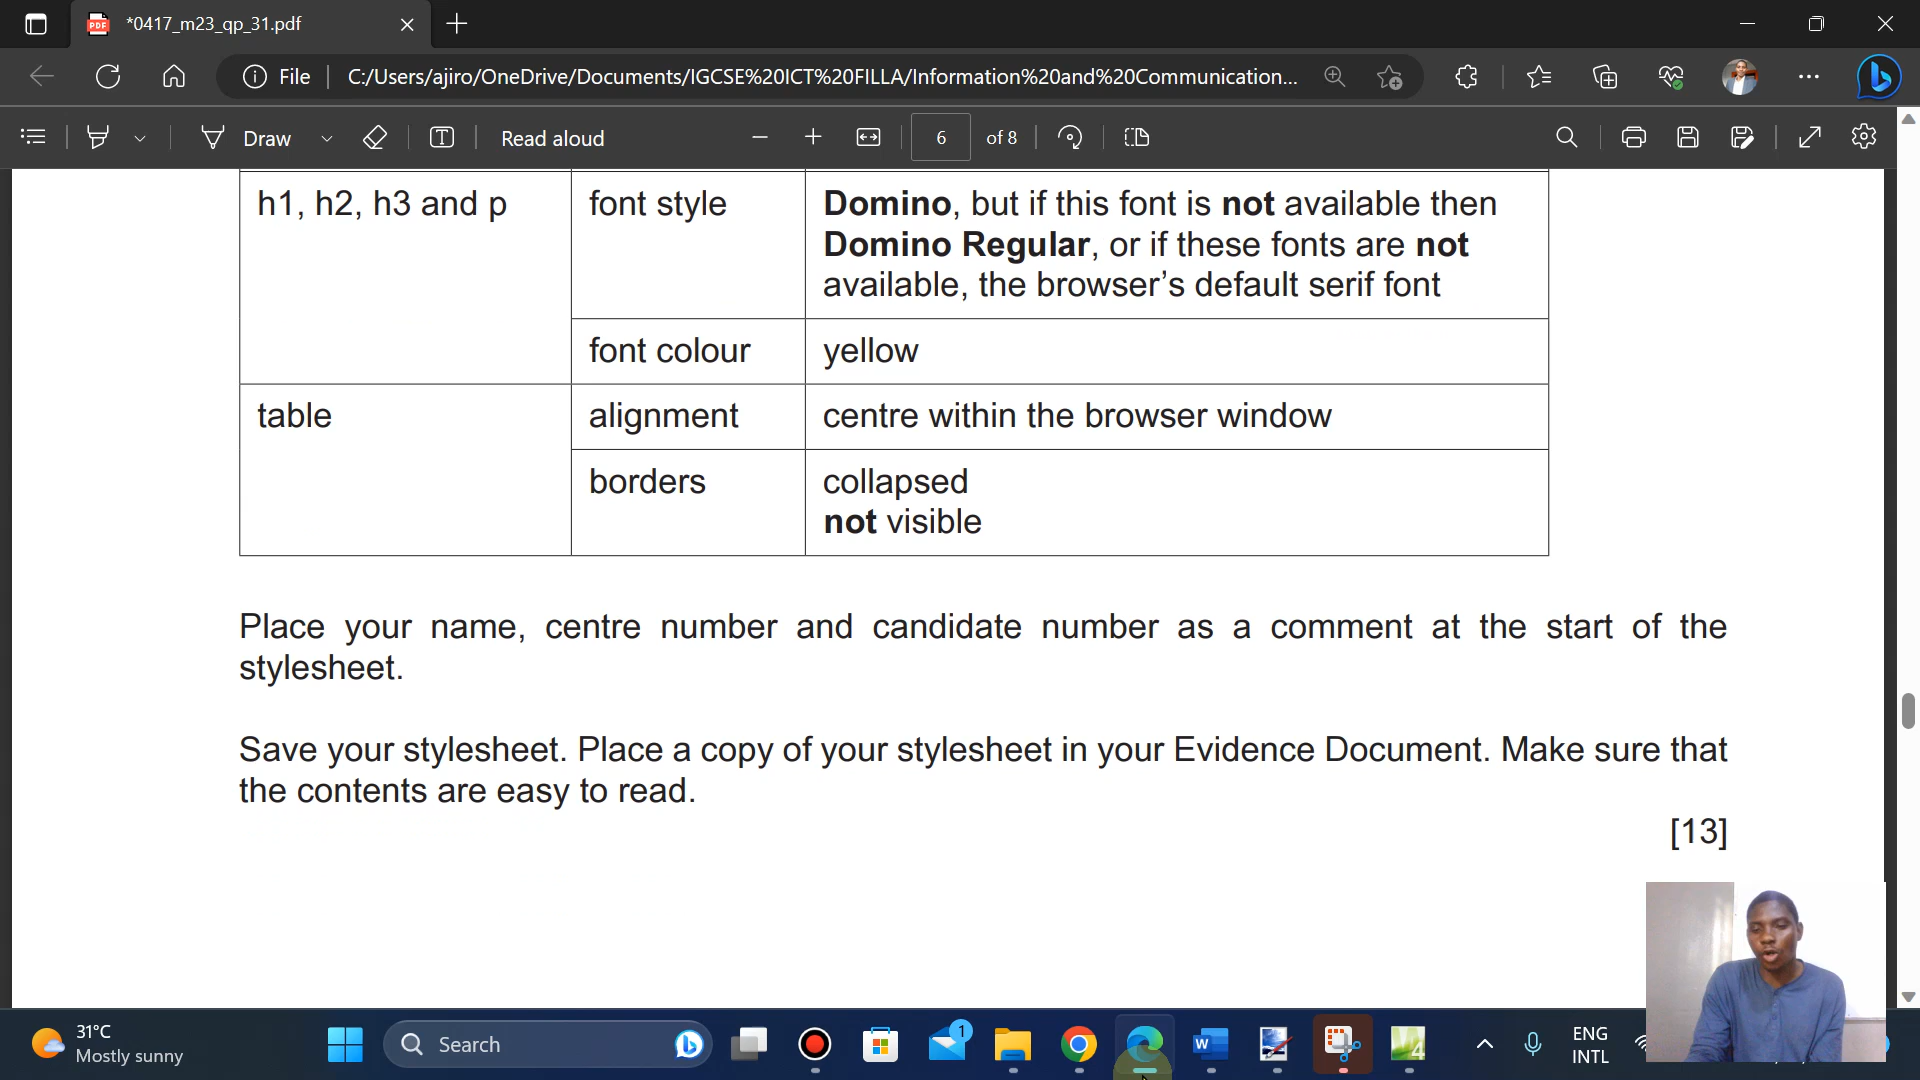 *0417_m23_qp_31.pdf
File
C:/Users/ajiro/OneDrive/Documents/IGCSE%20ICT%20FILLA/Information%20and%20Communication...
Draw
Read aloud
6 of 8
h1, h2, h3 and p
font style
Domino, but if this font is not available then
Domino Regular, or if these fonts are not
available, the browser’s default serif font
font colour
yellow
table
alignment
centre within the browser window
borders
collapsed
not visible
Place your name, centre number and candidate number as a comment at the start of the
stylesheet.
Save your stylesheet. Place a copy of your stylesheet in your Evidence Document. Make sure that
the contents are easy to read.
[13]
31°C
Mostly sunny
Search
1
ENG
INTL